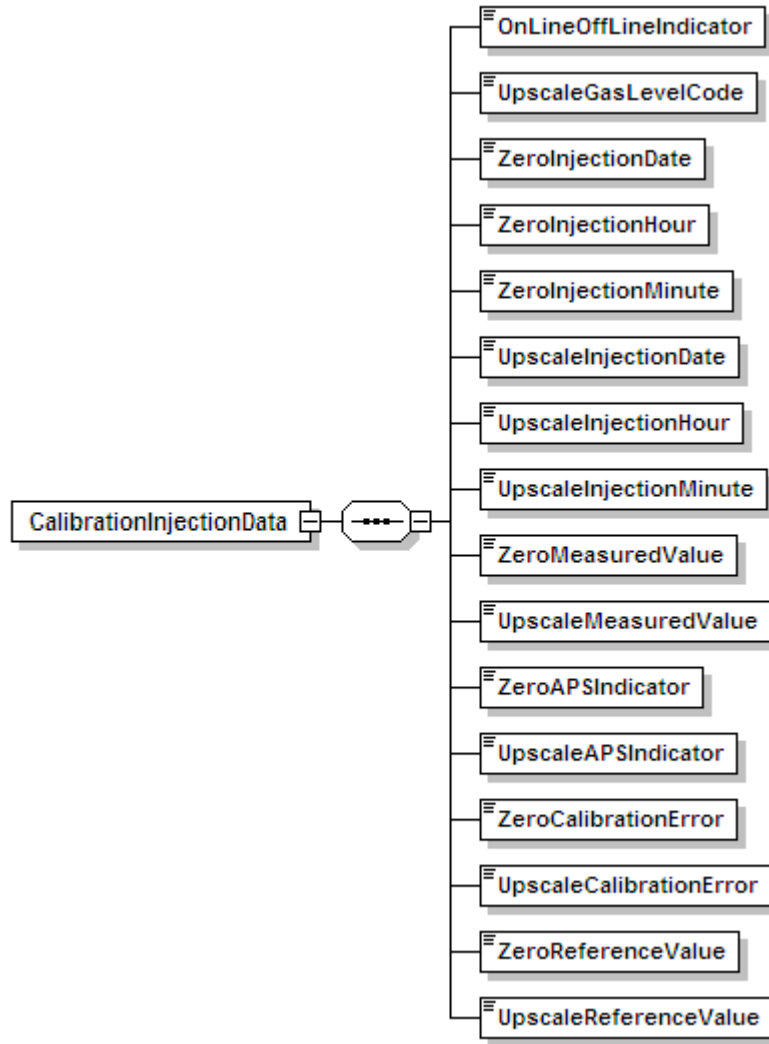 OnLineOffLineIndicator
UpscaleGasLevelCode
ZeroInjectionDate
ZeroInjectionHour
ZeroInjectionMinute
UpscaleInjectionDate
UpscaleInjectionHour
UpscaleInjectionMinute
CalibrationInjectionData
ZeroMeasuredValue
UpscaleMeasuredValue
ZeroAPSIndicator
UpscaleAPSIndicator
ZeroCalibrationError
UpscaleCalibrationError
ZeroReferenceValue
UpscaleReferenceValue